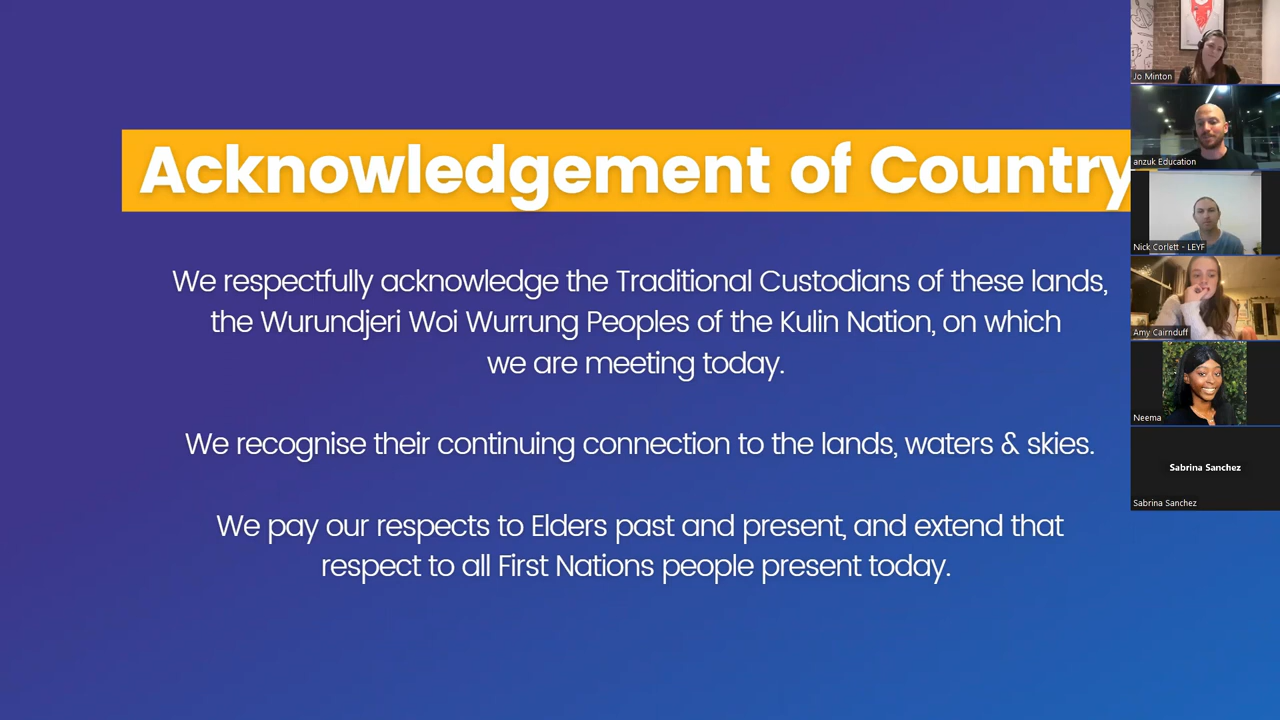 Acknowledgement of Country
We respectfully acknowledge the Traditional Custodians of these lands,
the Wurundjeri Woi Wurrung Peoples of the Kulin Nation, on which
we are meeting today.
We recognise their continuing connection to the lands, waters & skies.
We pay our respects to Elders past and present, and extend that
respect to all First Nations people present today.
Jo Minton
anzuk Education
Nick Corlett - LEYF
Amy Cairnduff
Neema
Sabrina Sanchez
Sabrina Sanchez